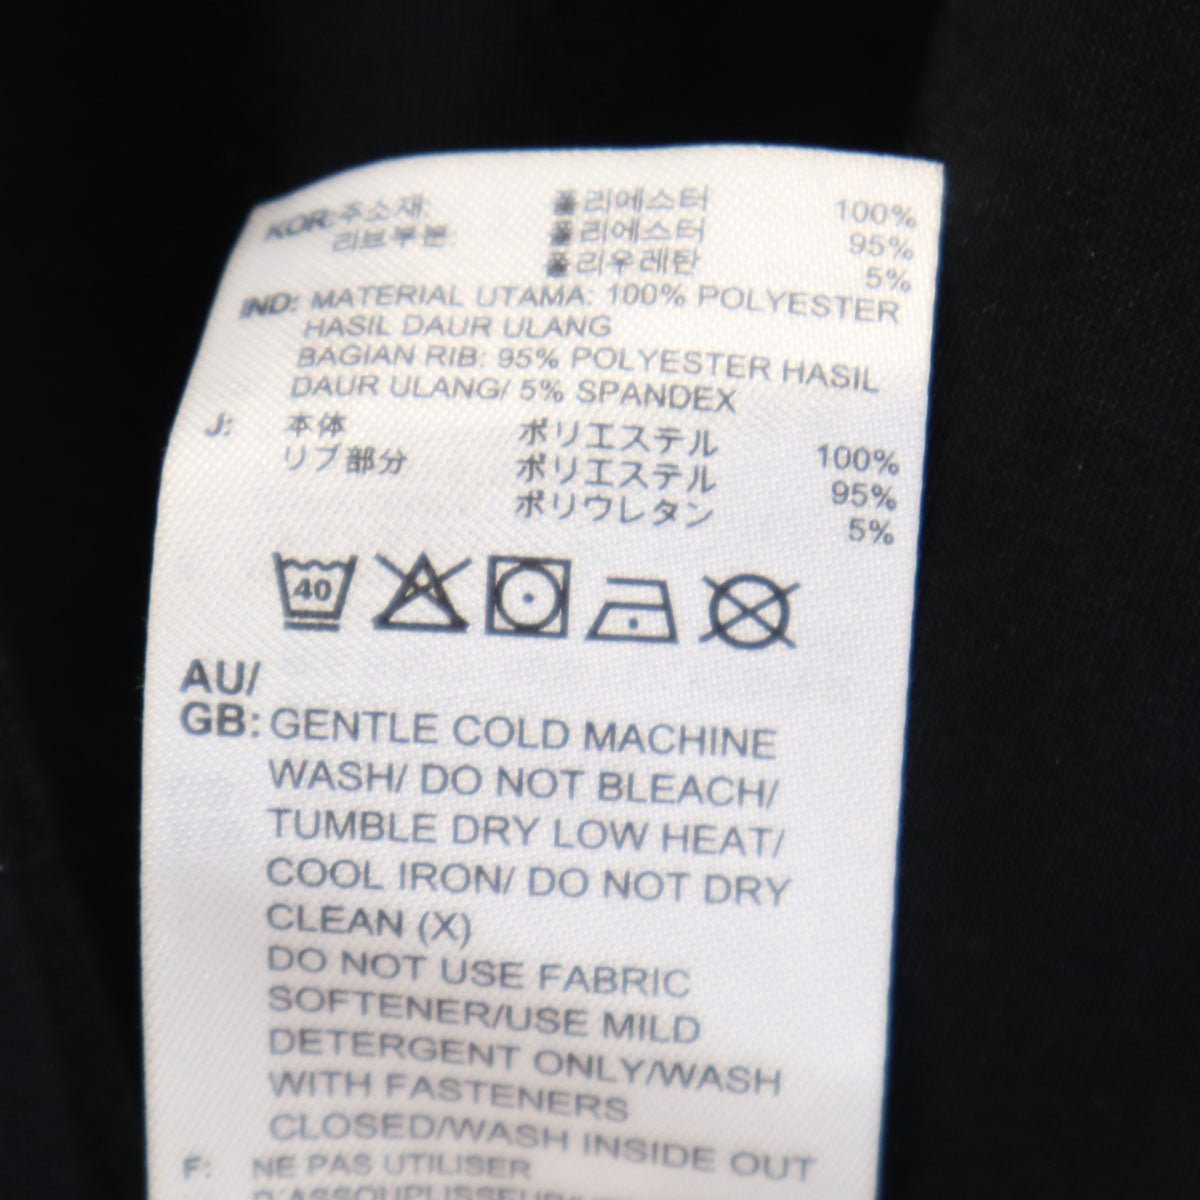 KOR: 주소재: 폴리에스터 100%
리브부분: 폴리에스터 95%
폴리우레탄 5%
IND: MATERIAL UTAMA: 100% POLYESTER
HASIL DAUR ULANG
BAGIAN RIB: 95% POLYESTER HASIL
DAUR ULANG/ 5% SPANDEX
J: 本体 ポリエステル 100%
リブ部分 ポリエステル 95%
ポリウレタン 5%
40
AU/
GB: GENTLE COLD MACHINE
WASH/ DO NOT BLEACH/
TUMBLE DRY LOW HEAT/
COOL IRON/ DO NOT DRY
CLEAN (X)
DO NOT USE FABRIC
SOFTENER/USE MILD
DETERGENT ONLY/WASH
WITH FASTENERS
CLOSED/WASH INSIDE OUT
F: NE PAS UTILISER